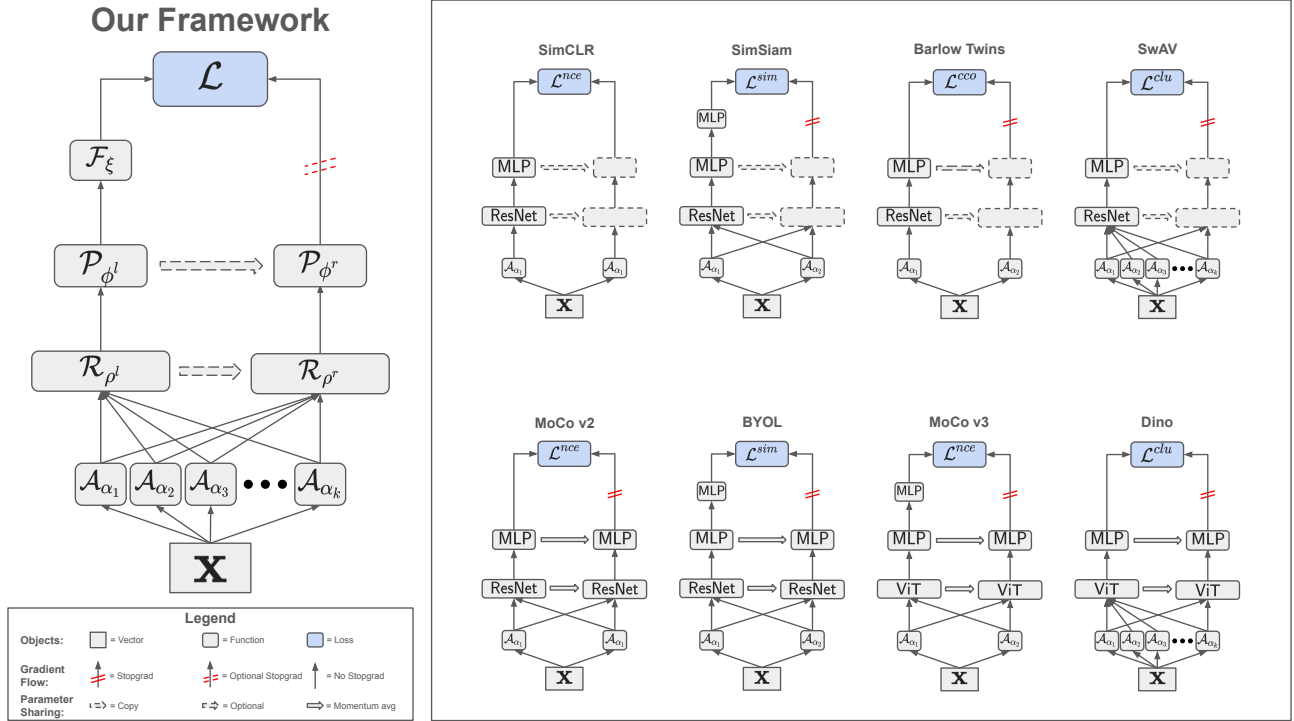 Our Framework
ℒ
ℱ_ξ
𝒫_{ϕ^l} 𝒫_{ϕ^r}
ℛ_{ρ^l} ℛ_{ρ^r}
𝒜_{α_1} 𝒜_{α_2} 𝒜_{α_3} ••• 𝒜_{α_k}
X
Legend
Objects: = Vector = Function = Loss
Gradient Flow: = Stopgrad = Optional Stopgrad = No Stopgrad
Parameter Sharing: = Copy = Optional = Momentum avg
SimCLR
ℒ^{nce}
MLP
ResNet
𝒜_{α_1} 𝒜_{α_1}
X
SimSiam
ℒ^{sim}
MLP
MLP
ResNet
𝒜_{α_1} 𝒜_{α_2}
X
Barlow Twins
ℒ^{cco}
MLP
ResNet
𝒜_{α_1} 𝒜_{α_2}
X
SwAV
ℒ^{clu}
MLP
ResNet
𝒜_{α_1} 𝒜_{α_2} 𝒜_{α_3} ••• 𝒜_{α_k}
X
MoCo v2
ℒ^{nce}
MLP MLP
ResNet ResNet
𝒜_{α_1} 𝒜_{α_1}
X
BYOL
ℒ^{sim}
MLP
MLP MLP
ResNet ResNet
𝒜_{α_1} 𝒜_{α_2}
X
MoCo v3
ℒ^{nce}
MLP
MLP MLP
ViT ViT
𝒜_{α_1} 𝒜_{α_2}
X
Dino
ℒ^{clu}
MLP MLP
ViT ViT
𝒜_{α_1} 𝒜_{α_2} 𝒜_{α_3} ••• 𝒜_{α_k}
X